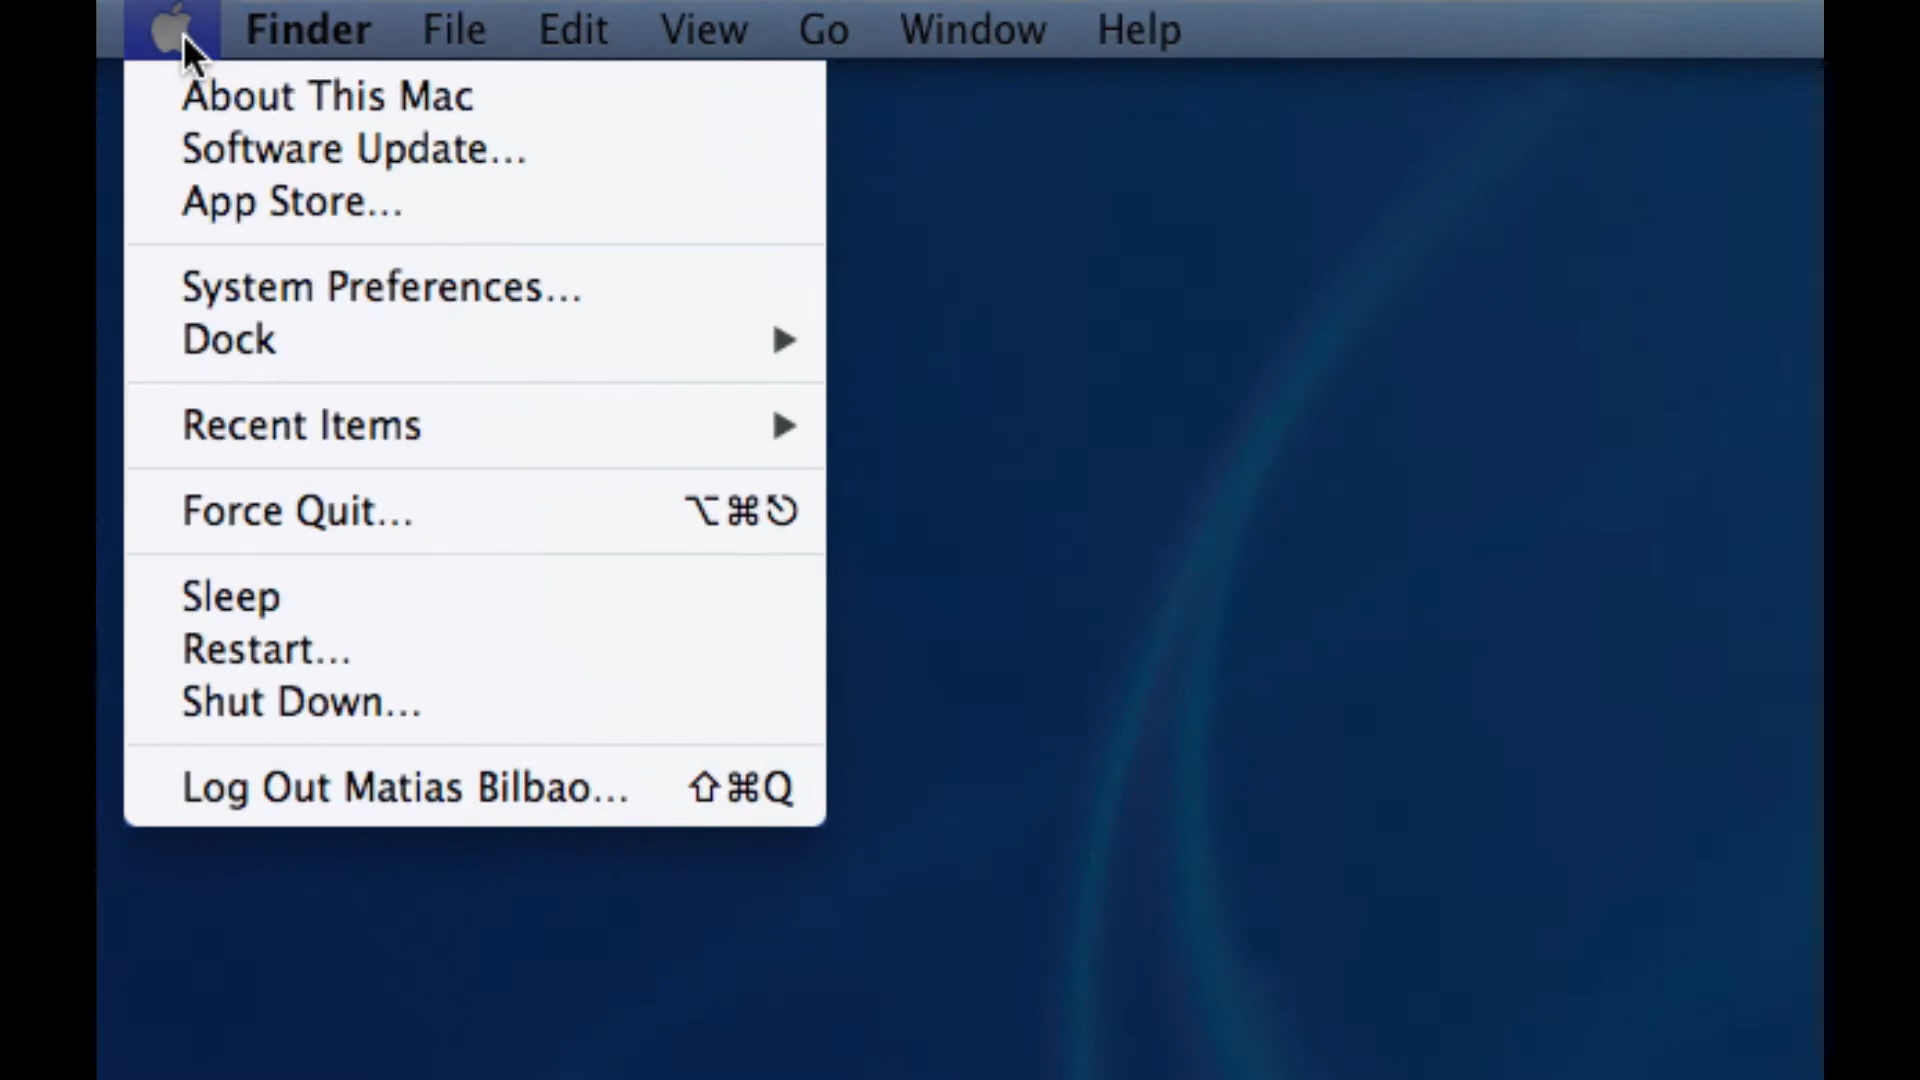 Finder File Edit View Go Window Help
About This Mac
Software Update...
App Store...
System Preferences...
Dock ▶
Recent Items ▶
Force Quit... ⌥⌘⎋
Sleep
Restart...
Shut Down...
Log Out Matias Bilbao... ⇧⌘Q